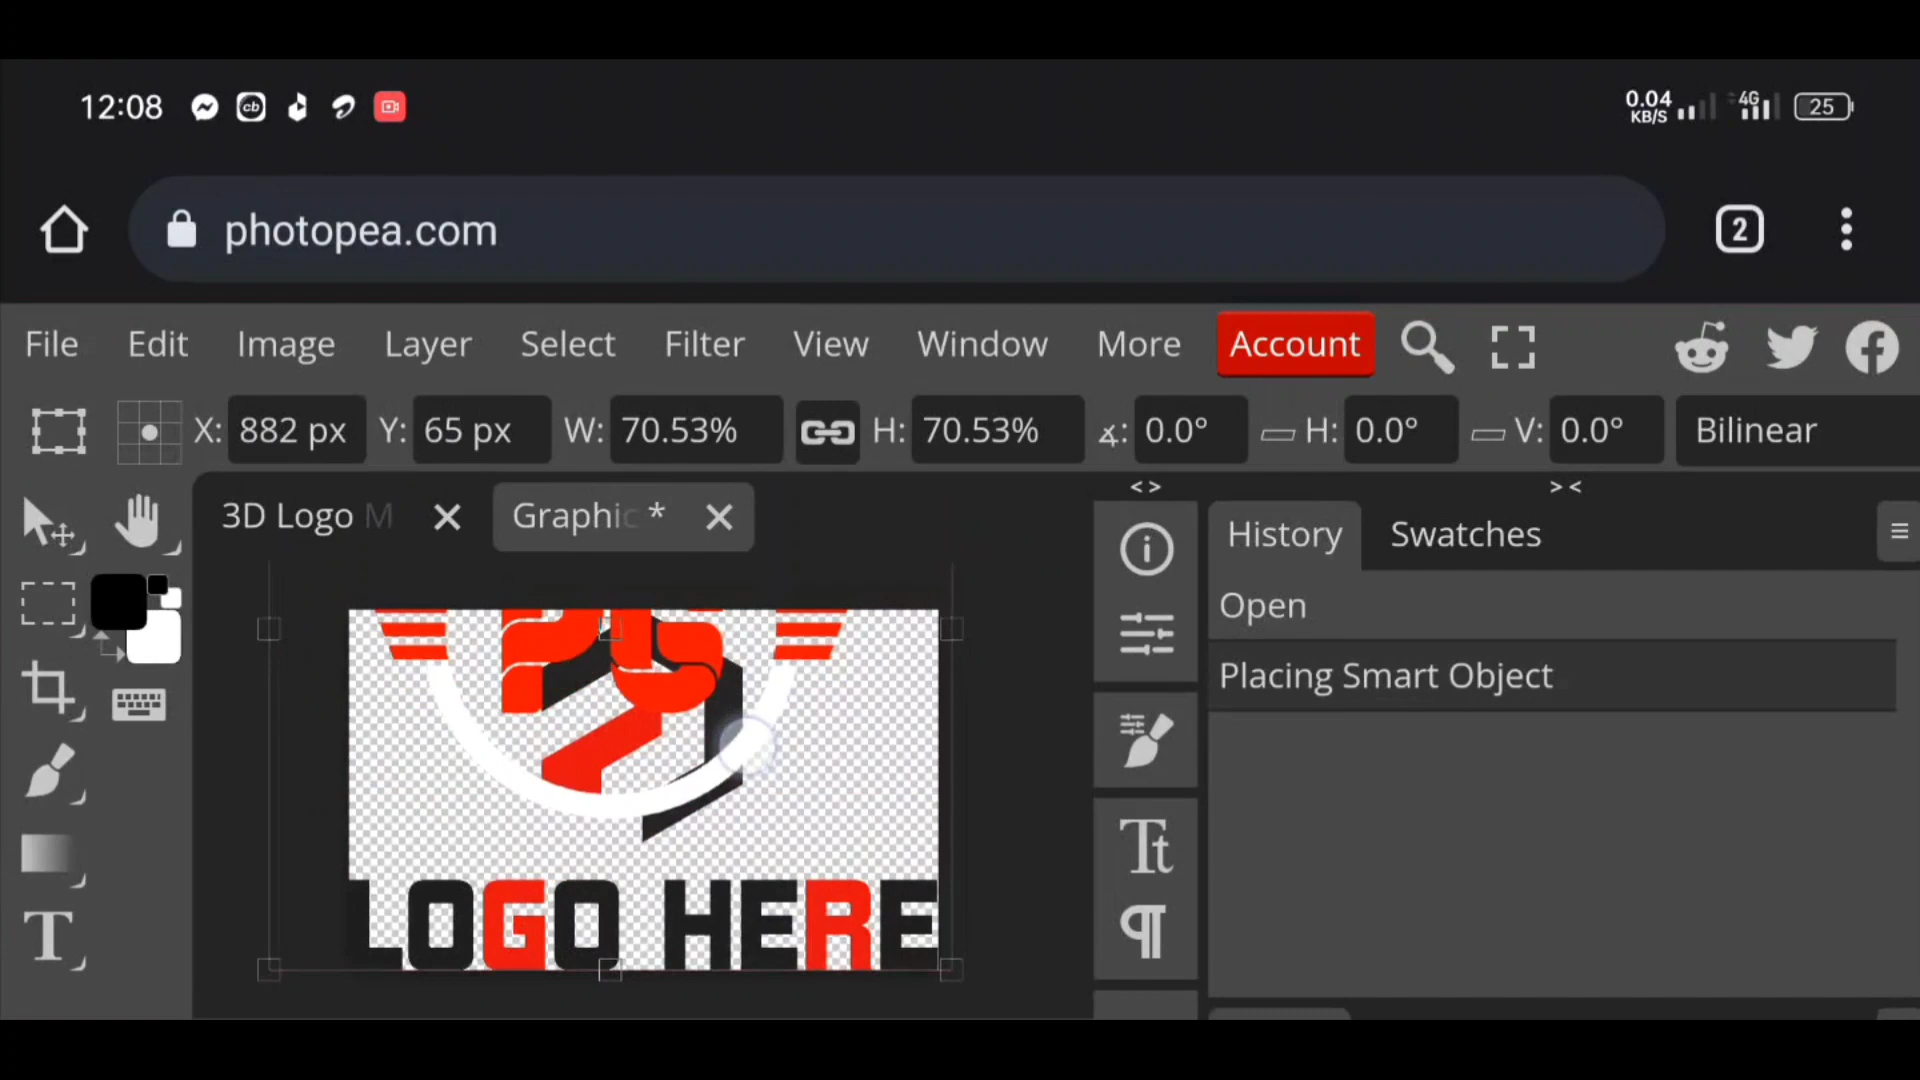 12:08 cb 0.04 KB/S 4G 25
photopea.com 2
File Edit Image Layer Select Filter View Window More Account
X: 882 px Y: 65 px W: 70.53% H: 70.53% ∡: 0.0° H: 0.0° V: 0.0° Bilinear
< > > <
3D Logo M Graphic *
History Swatches
Open
Placing Smart Object
LOGO HERE
T
Tt
¶